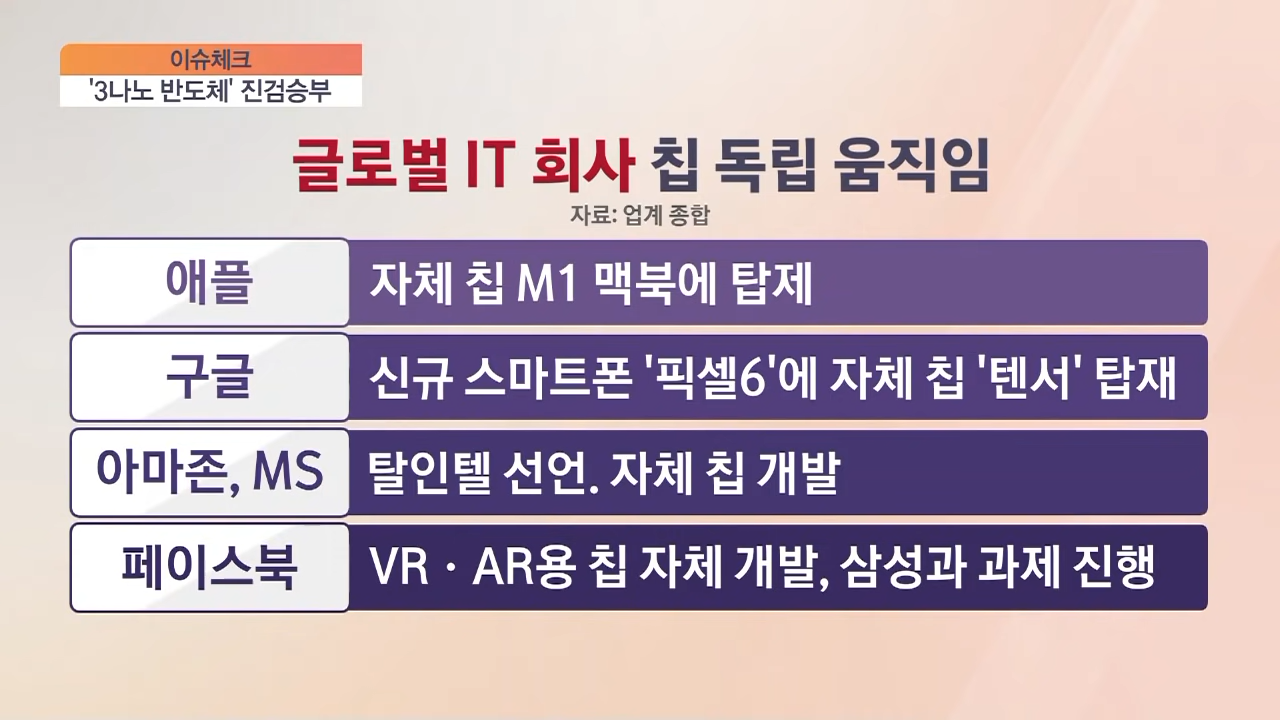 이슈체크
'3나노 반도체' 진검승부
글로벌 IT 회사 칩 독립 움직임
자료: 업계 종합
애플
자체 칩 M1 맥북에 탑제
구글
신규 스마트폰 '픽셀6'에 자체 칩 '텐서' 탑재
아마존, MS
탈인텔 선언. 자체 칩 개발
페이스북
VR · AR용 칩 자체 개발, 삼성과 과제 진행